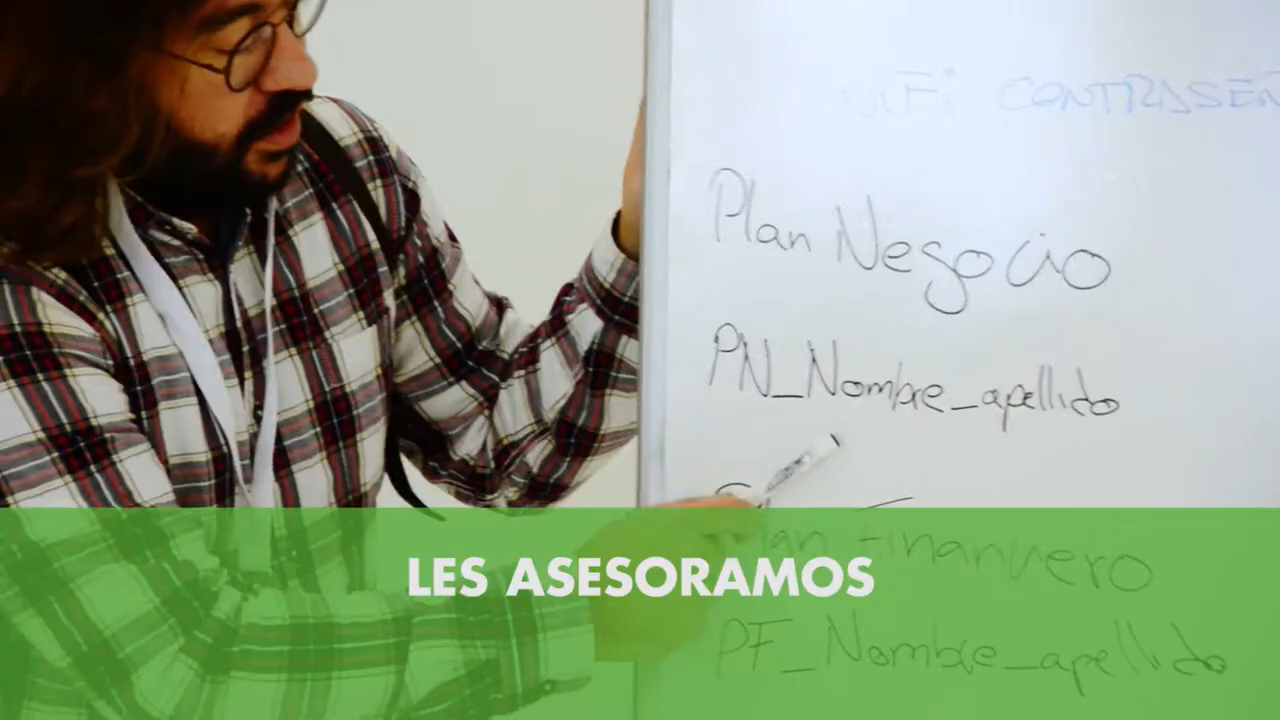 WIFI CONTRASEÑ
Plan Negocio
PN_Nombre_apellido
Plan Financiero
LES ASESORAMOS
PF_Nombre_apellido